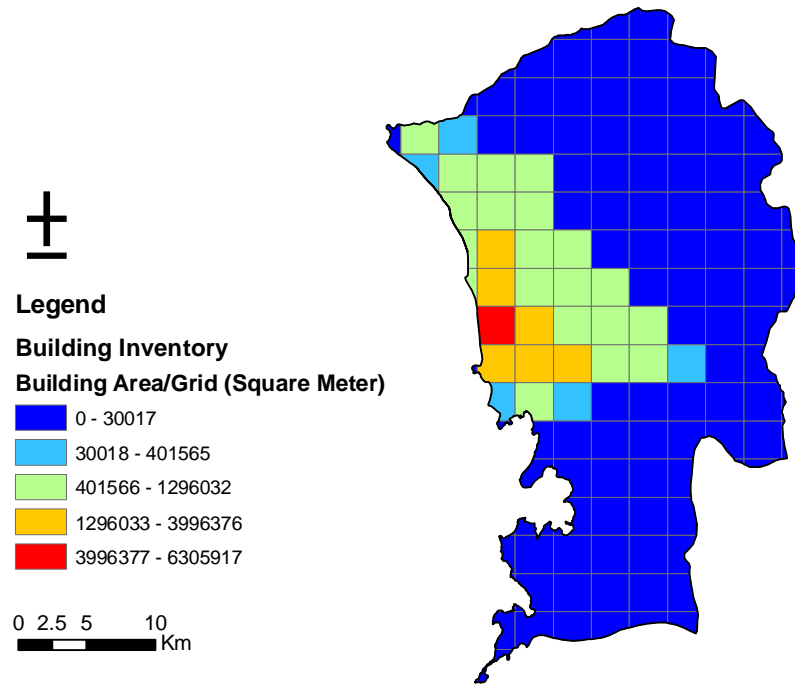 Legend
Building Inventory
Building Area/Grid (Square Meter)
0 - 30017
30018 - 401565
401566 - 1296032
1296033 - 3996376
3996377 - 6305917
0 2.5 5 10
Km